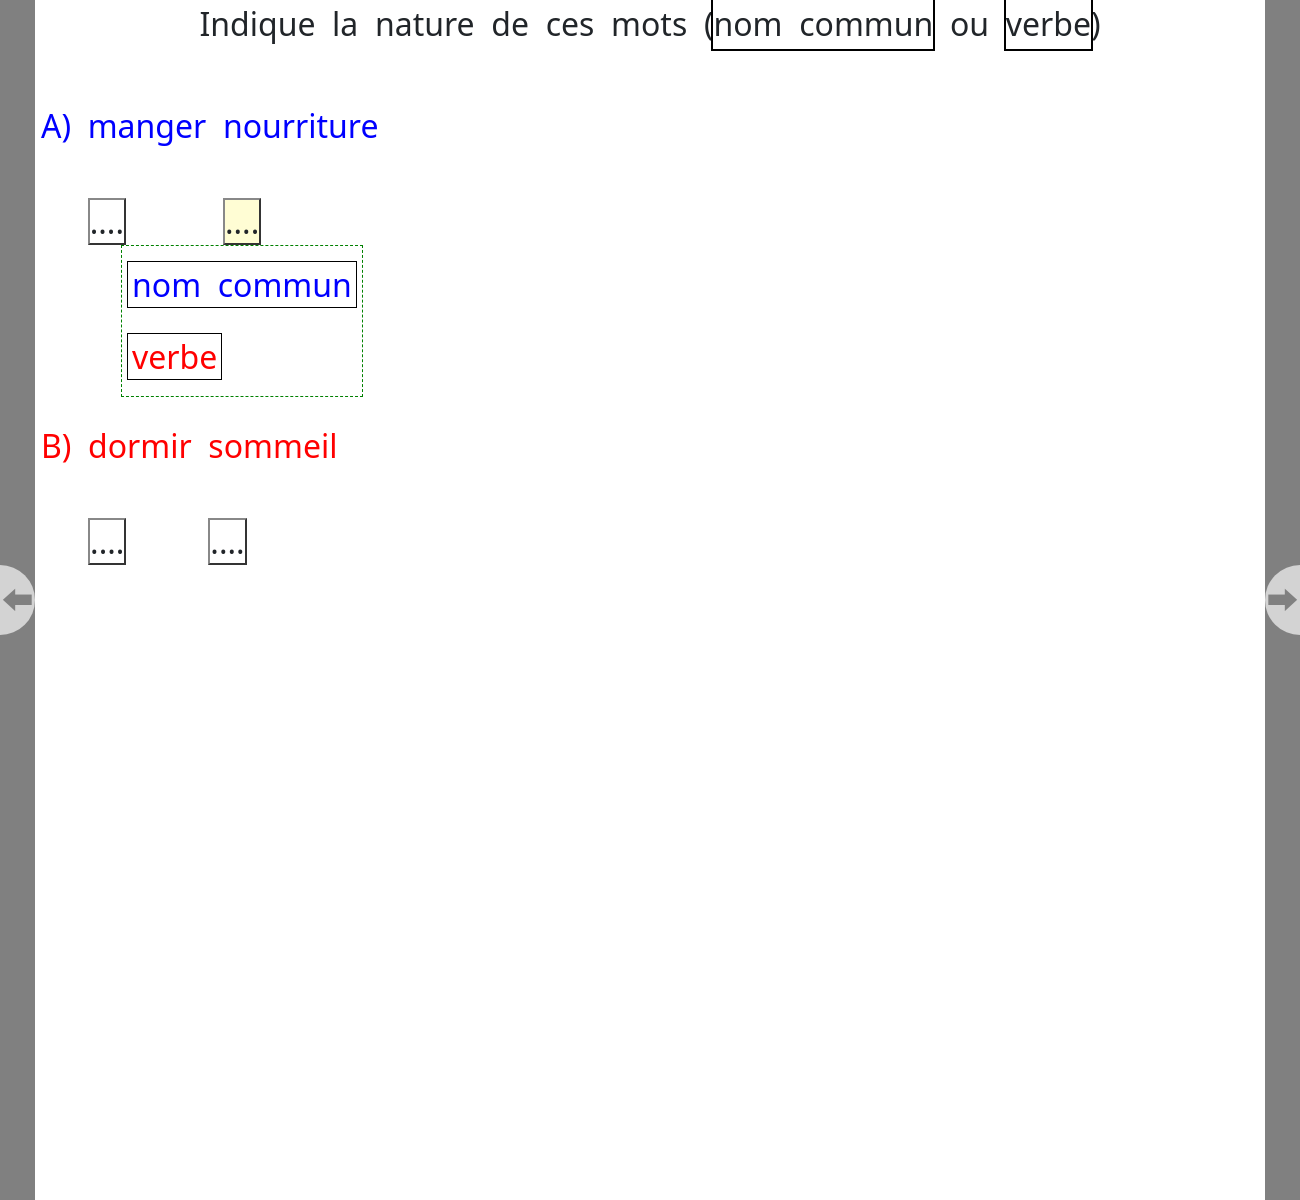 Indique la nature de ces mots (nom commun ou verbe)
A) manger nourriture
.... ....
nom commun
verbe
B) dormir sommeil
.... ....